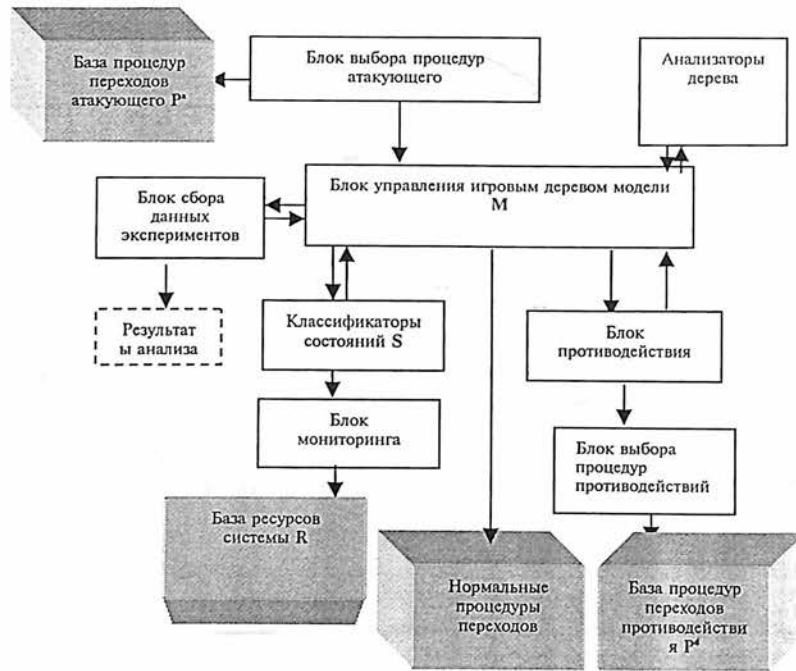 База процедур
переходов
атакующего Pª
Блок выбора процедур
атакующего
Анализаторы
дерева
Блок управления игровым деревом модели
M
Блок сбора
данных
экспериментов
Результат
ы анализа
Классификаторы
состояний S
Блок
противодействия
Блок
мониторинга
Блок выбора
процедур
противодействий
База ресурсов
системы R
Нормальные
процедуры
переходов
База процедур
переходов
противодействи
я Pᵈ